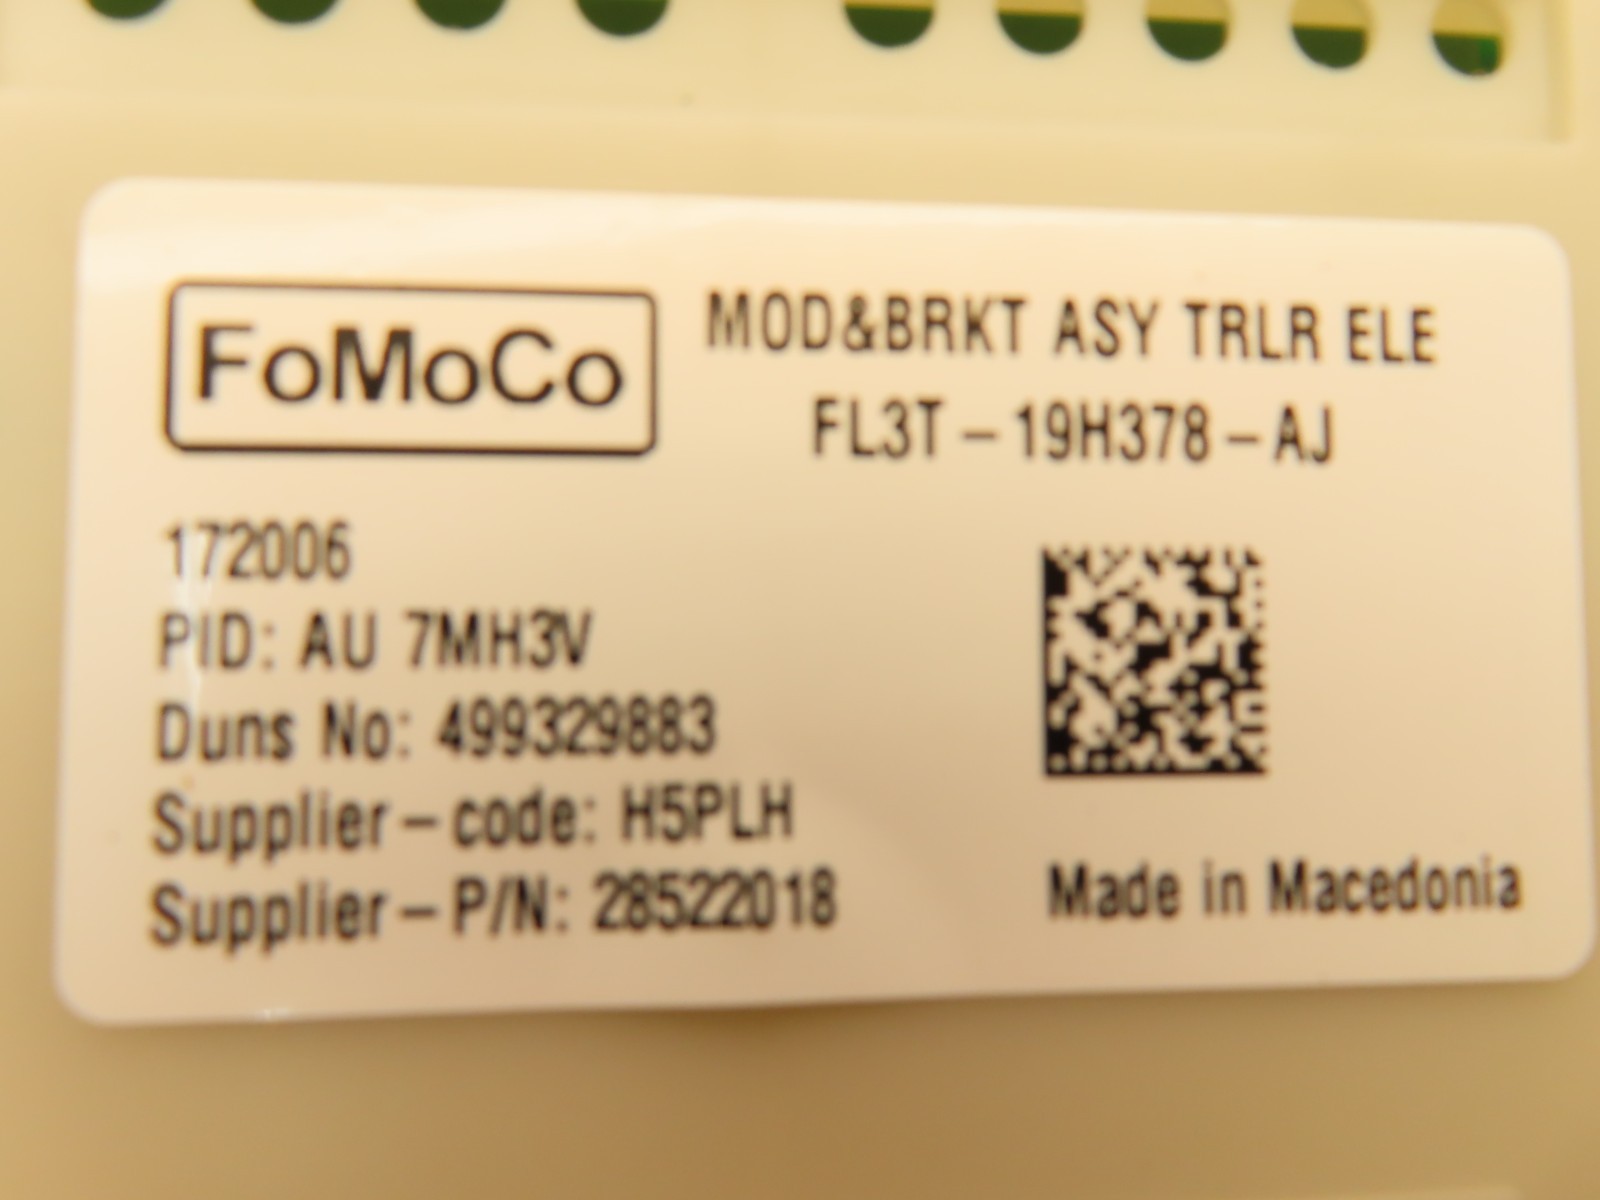 FoMoCo
MOD&BRKT ASY TRLR ELE
FL3T-19H378-AJ
172006
PID: AU 7MH3V
Duns No: 499329883
Supplier-code: H5PLH
Supplier-P/N: 28522018
Made in Macedonia